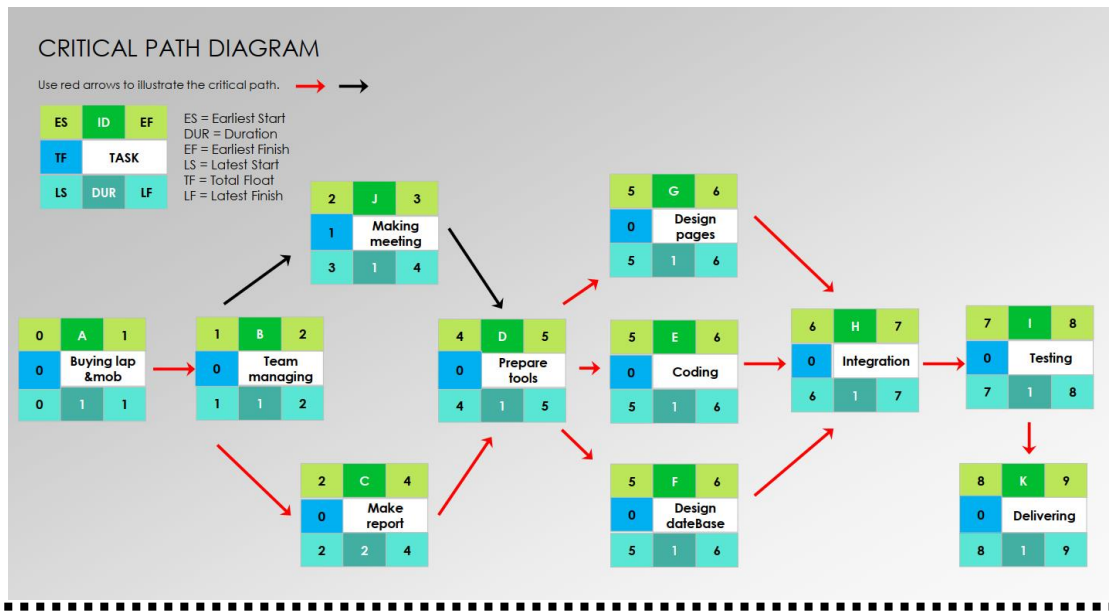 CRITICAL PATH DIAGRAM
Use red arrows to illustrate the critical path.
ES ID EF
TF TASK
LS DUR LF
ES = Earliest Start
DUR = Duration
EF = Earliest Finish
LS = Latest Start
TF = Total Float
LF = Latest Finish
2 J 3
1 Making
meeting
3 1 4
5 G 6
0 Design
pages
5 1 6
0 A 1
0 Buying lap
&mob
0 1 1
1 B 2
0 Team
managing
1 1 2
4 D 5
0 Prepare
tools
4 1 5
5 E 6
0 Coding
5 1 6
6 H 7
0 Integration
6 1 7
7 I 8
0 Testing
7 1 8
2 C 4
0 Make
report
2 2 4
5 F 6
0 Design
dateBase
5 1 6
8 K 9
0 Delivering
8 1 9